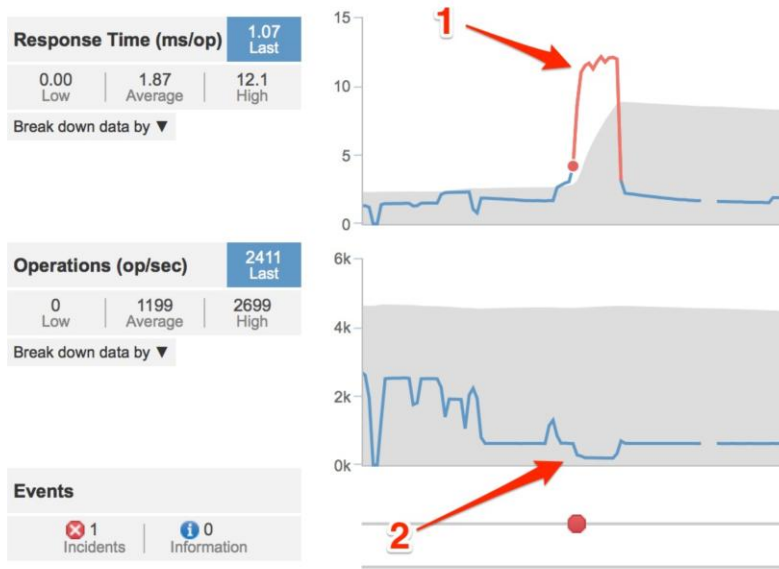 Response Time (ms/op)
1.07
Last
0.00 1.87 12.1
Low Average High
Break down data by ▼
15
10
5
0
1
Operations (op/sec)
2411
Last
0 1199 2699
Low Average High
Break down data by ▼
6k
4k
2k
0k
2
Events
1 0
Incidents Information